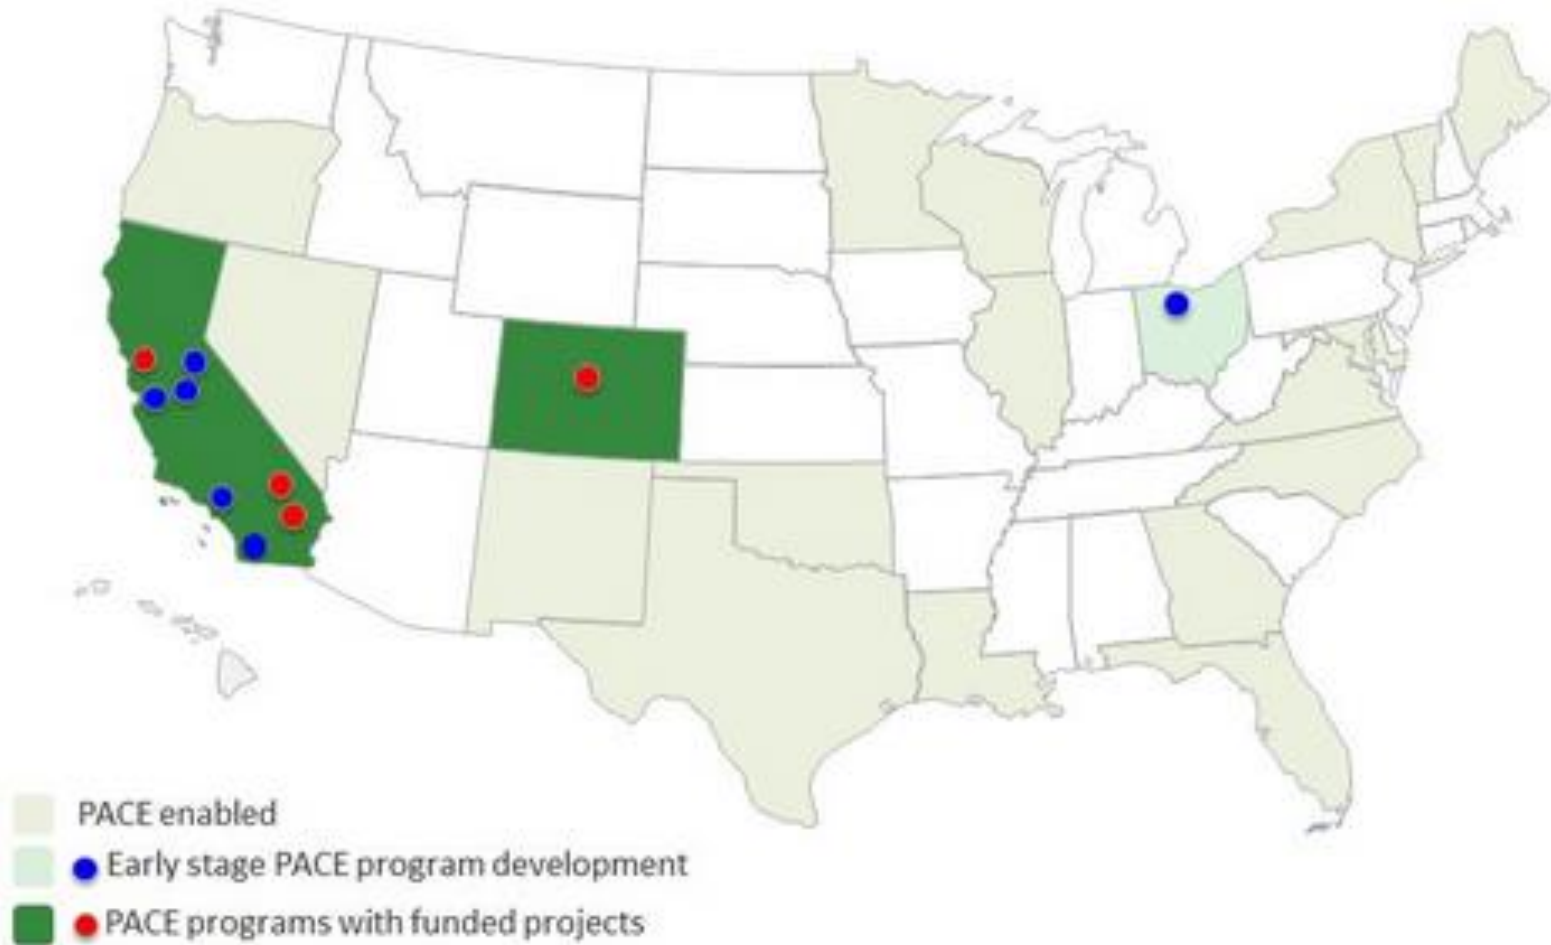 PACE enabled
Early stage PACE program development
PACE programs with funded projects